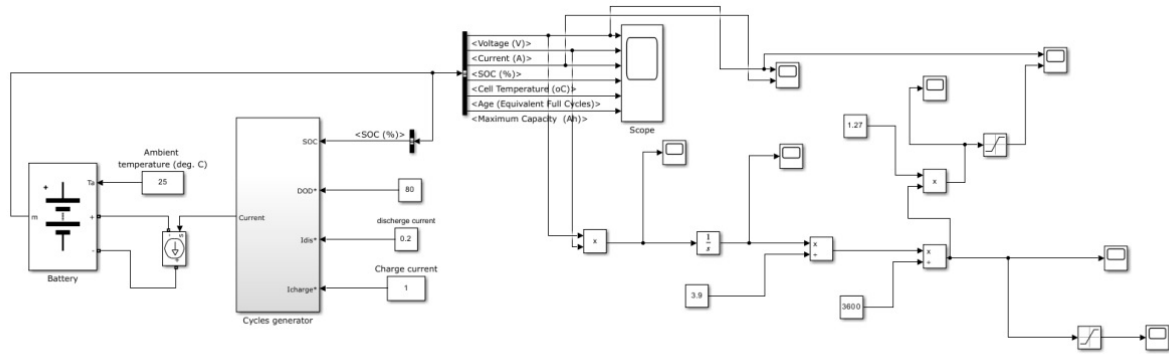 <Voltage (V)>
<Current (A)>
<SOC (%)>
<Cell Temperature (oC)>
<Age (Equivalent Full Cycles)>
<Maximum Capacity (Ah)>
Scope
1.27
x
SOC
<SOC (%)>
Ambient
temperature (deg. C)
25
Ta
+
m
+
-
Battery
i
s
+
Current
DOD*
80
discharge current
Idis*
0.2
Charge current
Icharge*
1
Cycles generator
x
1
s
x
÷
x
÷
3.9
3600